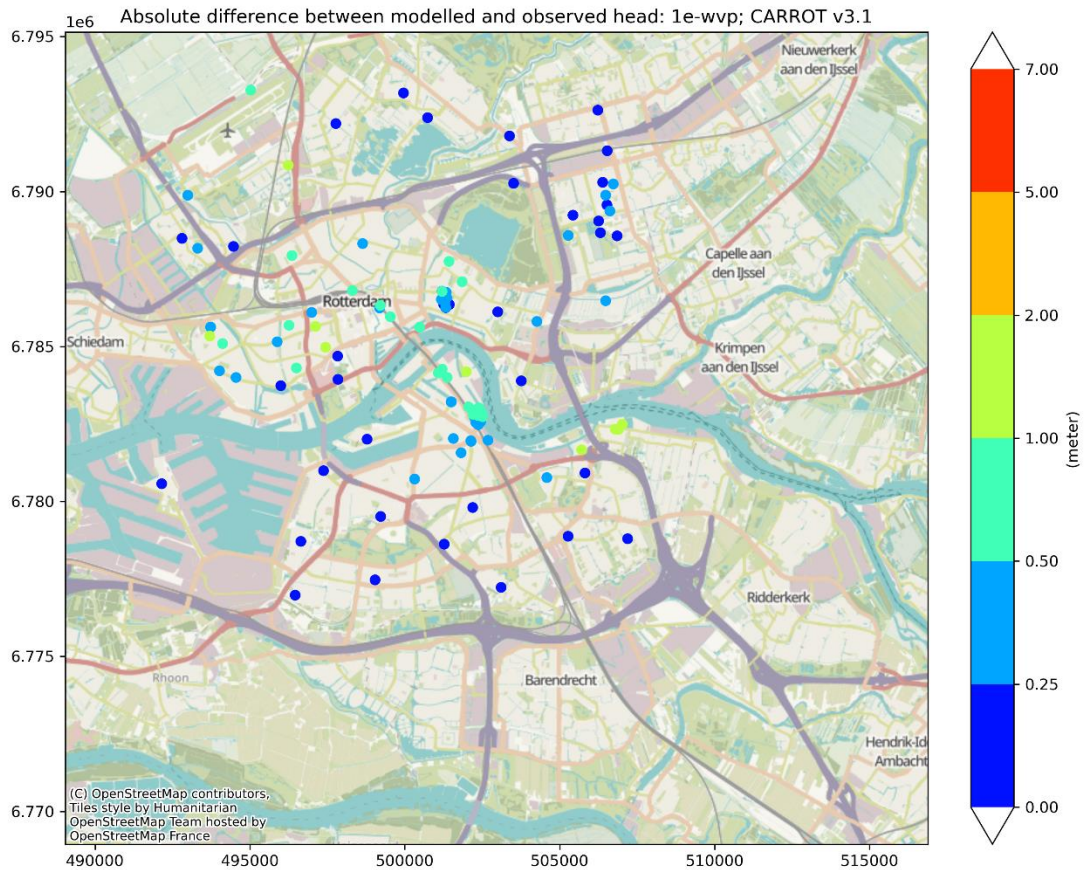 Absolute difference between modelled and observed head: 1e-wvp; CARROT v3.1
1e6
6.795
6.790
6.785
6.780
6.775
6.770
490000
495000
500000
505000
510000
515000
Nieuwerkerk
aan den IJssel
Capelle aan
den IJssel
Rotterdam
Schiedam
Krimpen
aan den IJssel
Ridderkerk
Rhoon
Barendrecht
Hendrik-Id
Ambacht
(C) OpenStreetMap contributors,
Tiles style by Humanitarian
OpenStreetMap Team hosted by
OpenStreetMap France
7.00
5.00
2.00
1.00
0.50
0.25
0.00
(meter)